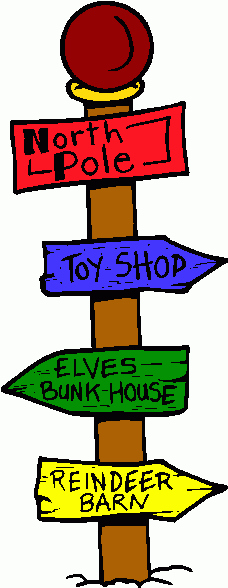 North
Pole
TOY SHOP
ELVES
BUNK-HOUSE
REINDEER
BARN